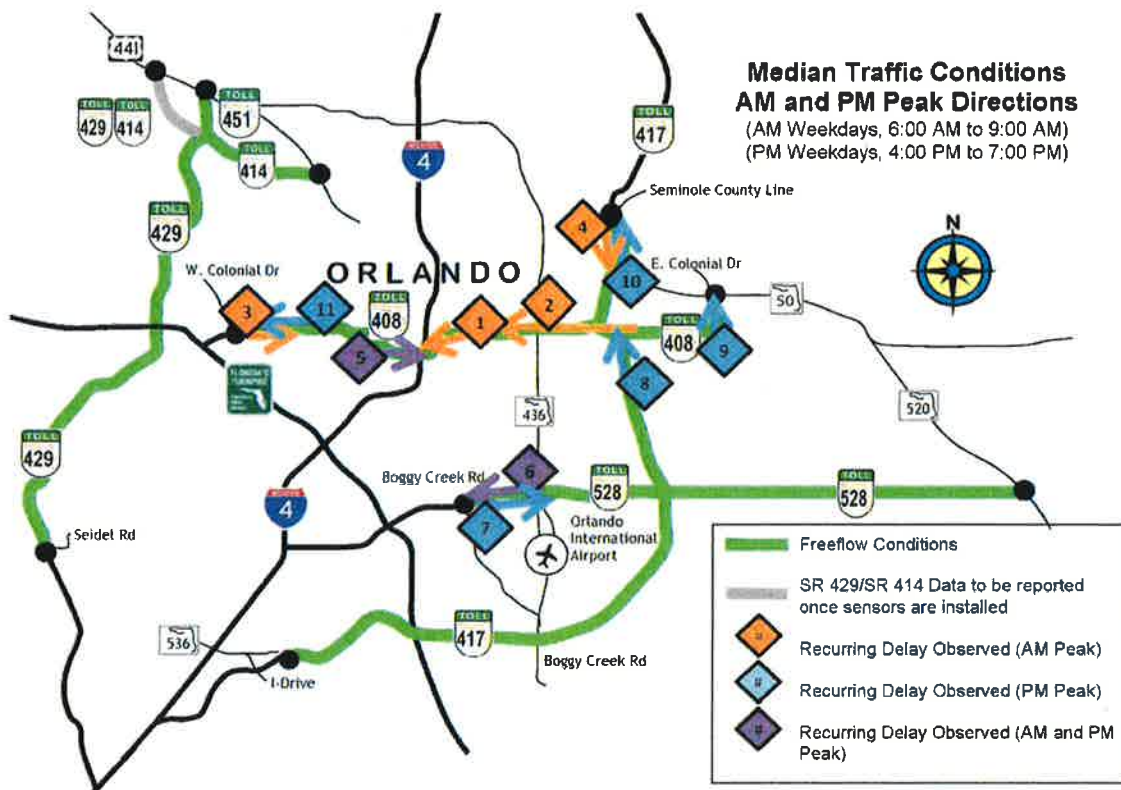 Median Traffic Conditions
AM and PM Peak Directions
(AM Weekdays, 6:00 AM to 9:00 AM)
(PM Weekdays, 4:00 PM to 7:00 PM)
441
TOLL
429
TOLL
414
TOLL
451
TOLL
414
4
TOLL
417
Seminole County Line
TOLL
429
4
10
E. Colonial Dr
N
ORLANDO
W. Colonial Dr
3
11
TOLL
408
1
2
50
5
TOLL
408
9
8
FLORIDA'S
TURNPIKE
436
520
TOLL
429
Boggy Creek Rd
6
TOLL
528
TOLL
528
4
7
Orlando
International
Airport
Seidel Rd
536
I-Drive
TOLL
417
Boggy Creek Rd
Freeflow Conditions
SR 429/SR 414 Data to be reported
once sensors are installed
#
Recurring Delay Observed (AM Peak)
#
Recurring Delay Observed (PM Peak)
#
Recurring Delay Observed (AM and PM
Peak)